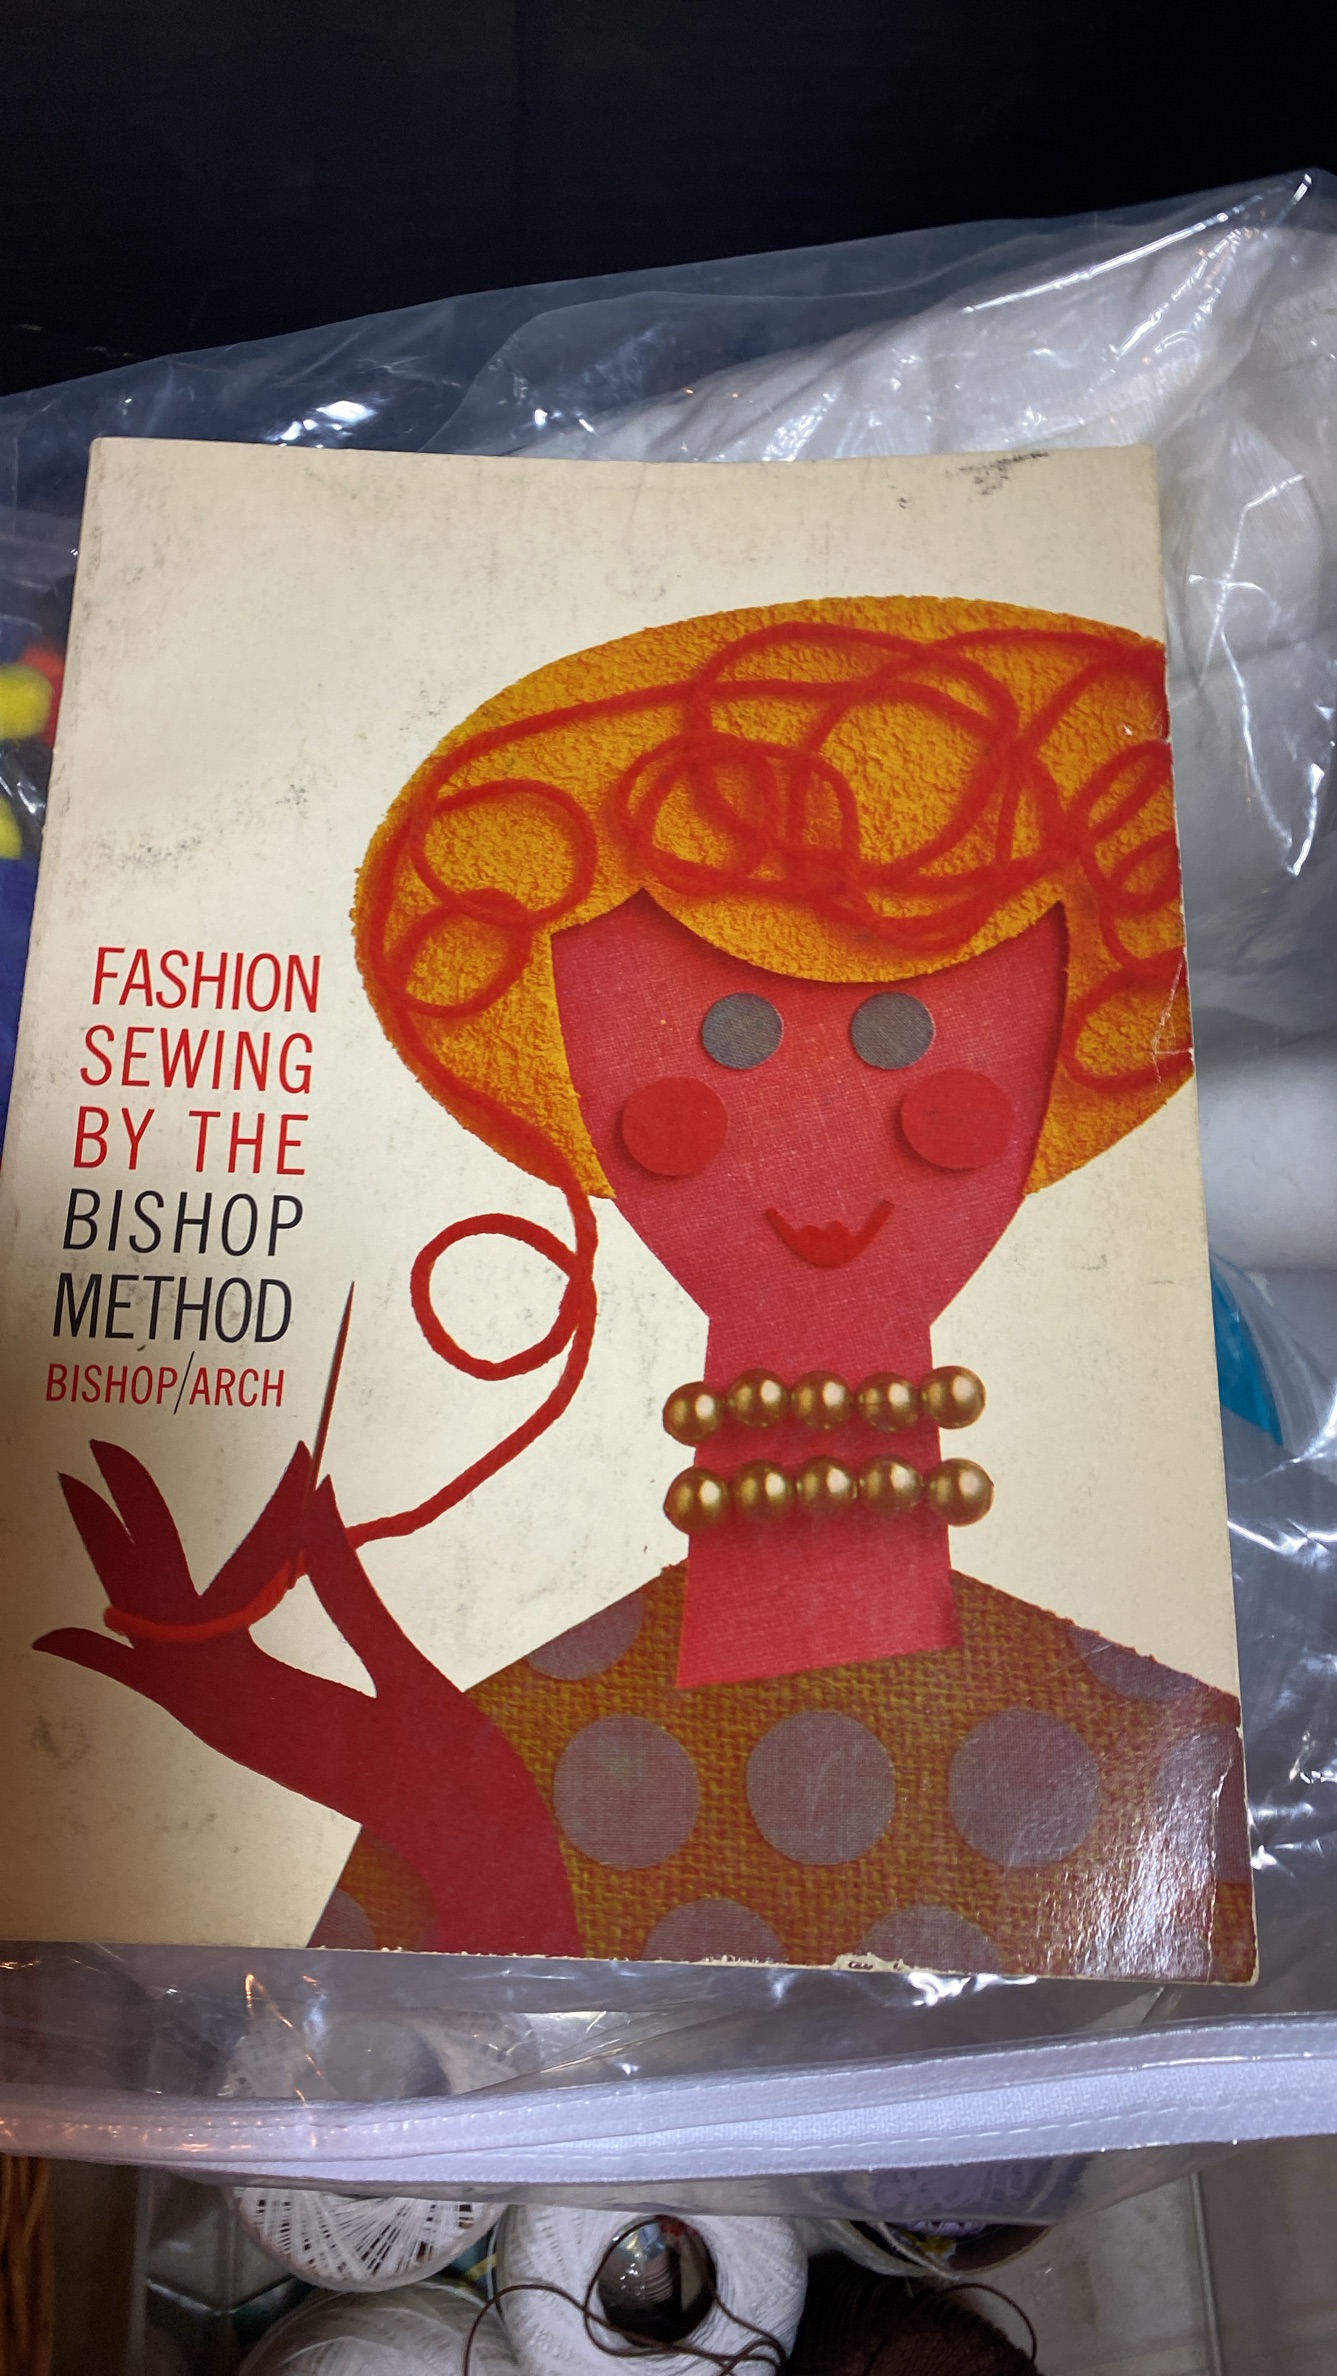 FASHION
SEWING
BY THE
BISHOP
METHOD
BISHOP/ARCH